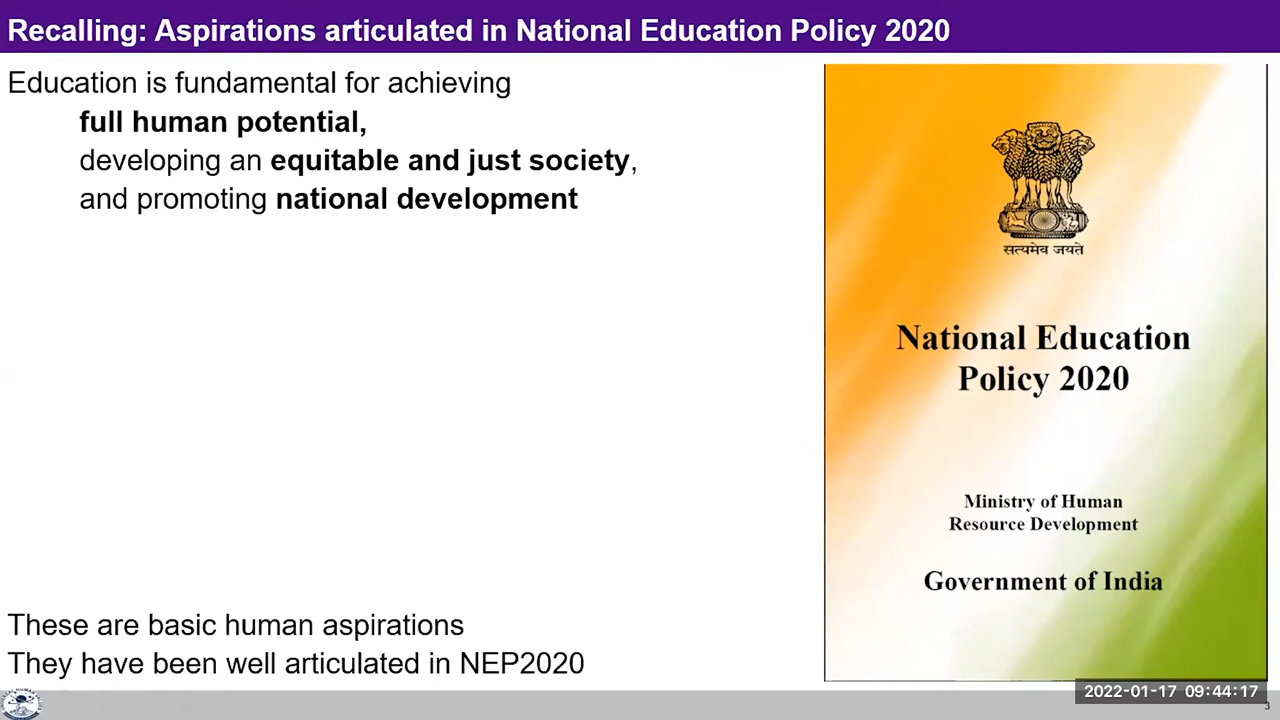 Recalling: Aspirations articulated in National Education Policy 2020
Education is fundamental for achieving
full human potential,
developing an equitable and just society,
and promoting national development
These are basic human aspirations
They have been well articulated in NEP2020
सत्यमेव जयते
National Education
Policy 2020
Ministry of Human
Resource Development
Government of India
2022-01-17 09:44:17
3